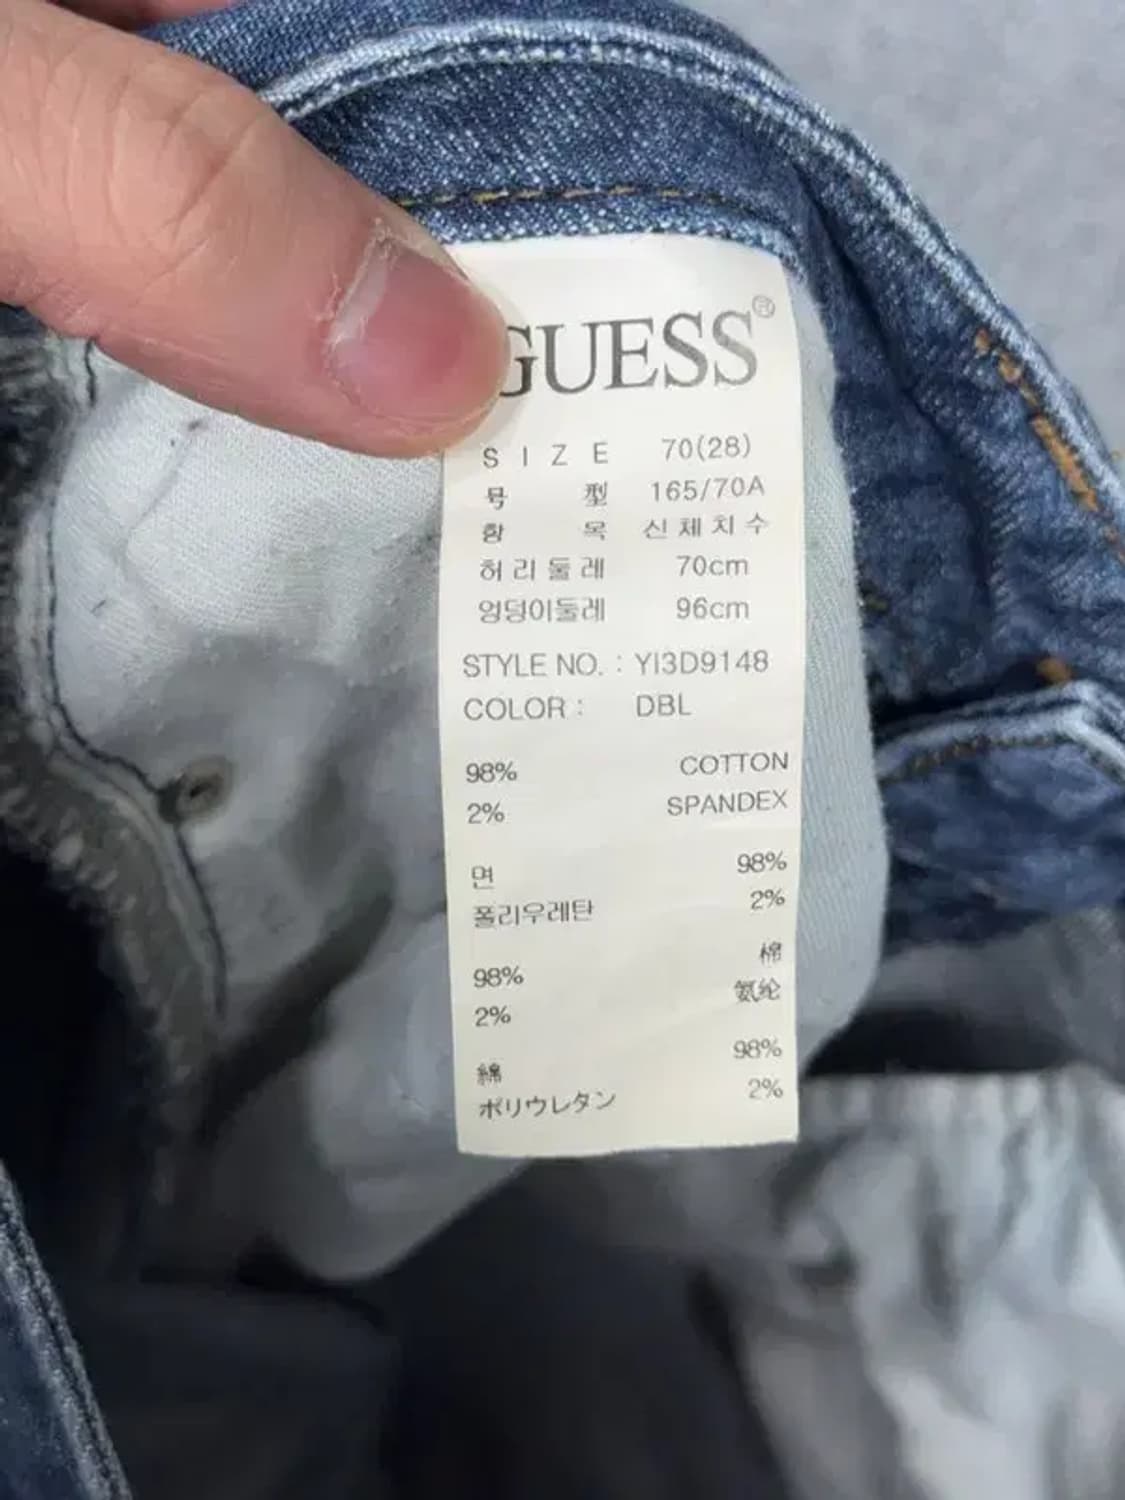 GUESS®
SIZE 70(28)
号型 165/70A
항목 신체치수
허리둘레 70cm
엉덩이둘레 96cm
STYLE NO. : YI3D9148
COLOR : DBL
98% COTTON
2% SPANDEX
면 98%
폴리우레탄 2%
98% 棉
2% 氨纶
綿 98%
ポリウレタン 2%